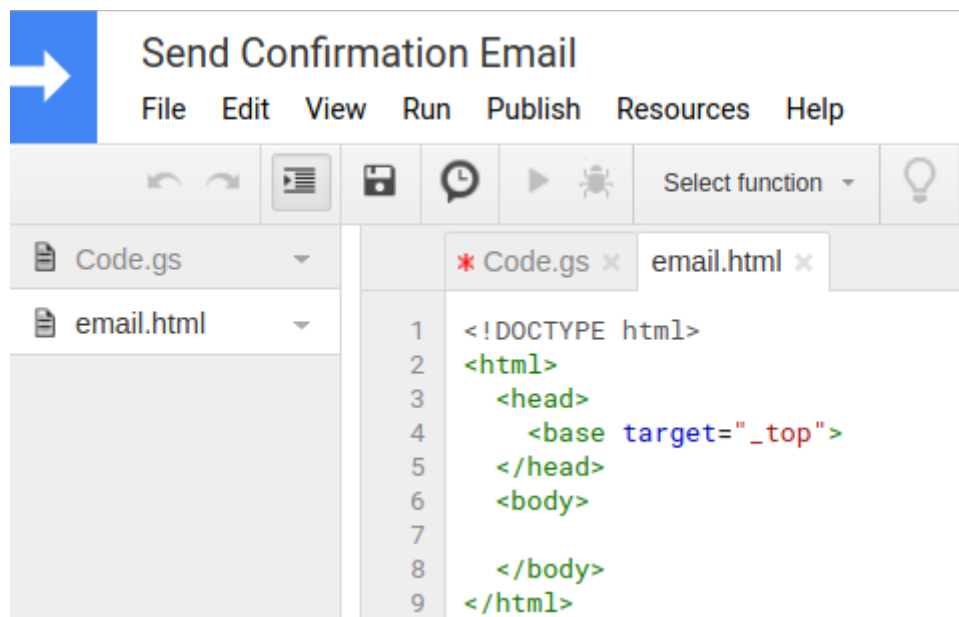 Send Confirmation Email
File Edit View Run Publish Resources Help
Select function
Code.gs
email.html
* Code.gs × email.html ×
1 <!DOCTYPE html>
2 <html>
3 <head>
4 <base target="_top">
5 </head>
6 <body>
7
8 </body>
9 </html>